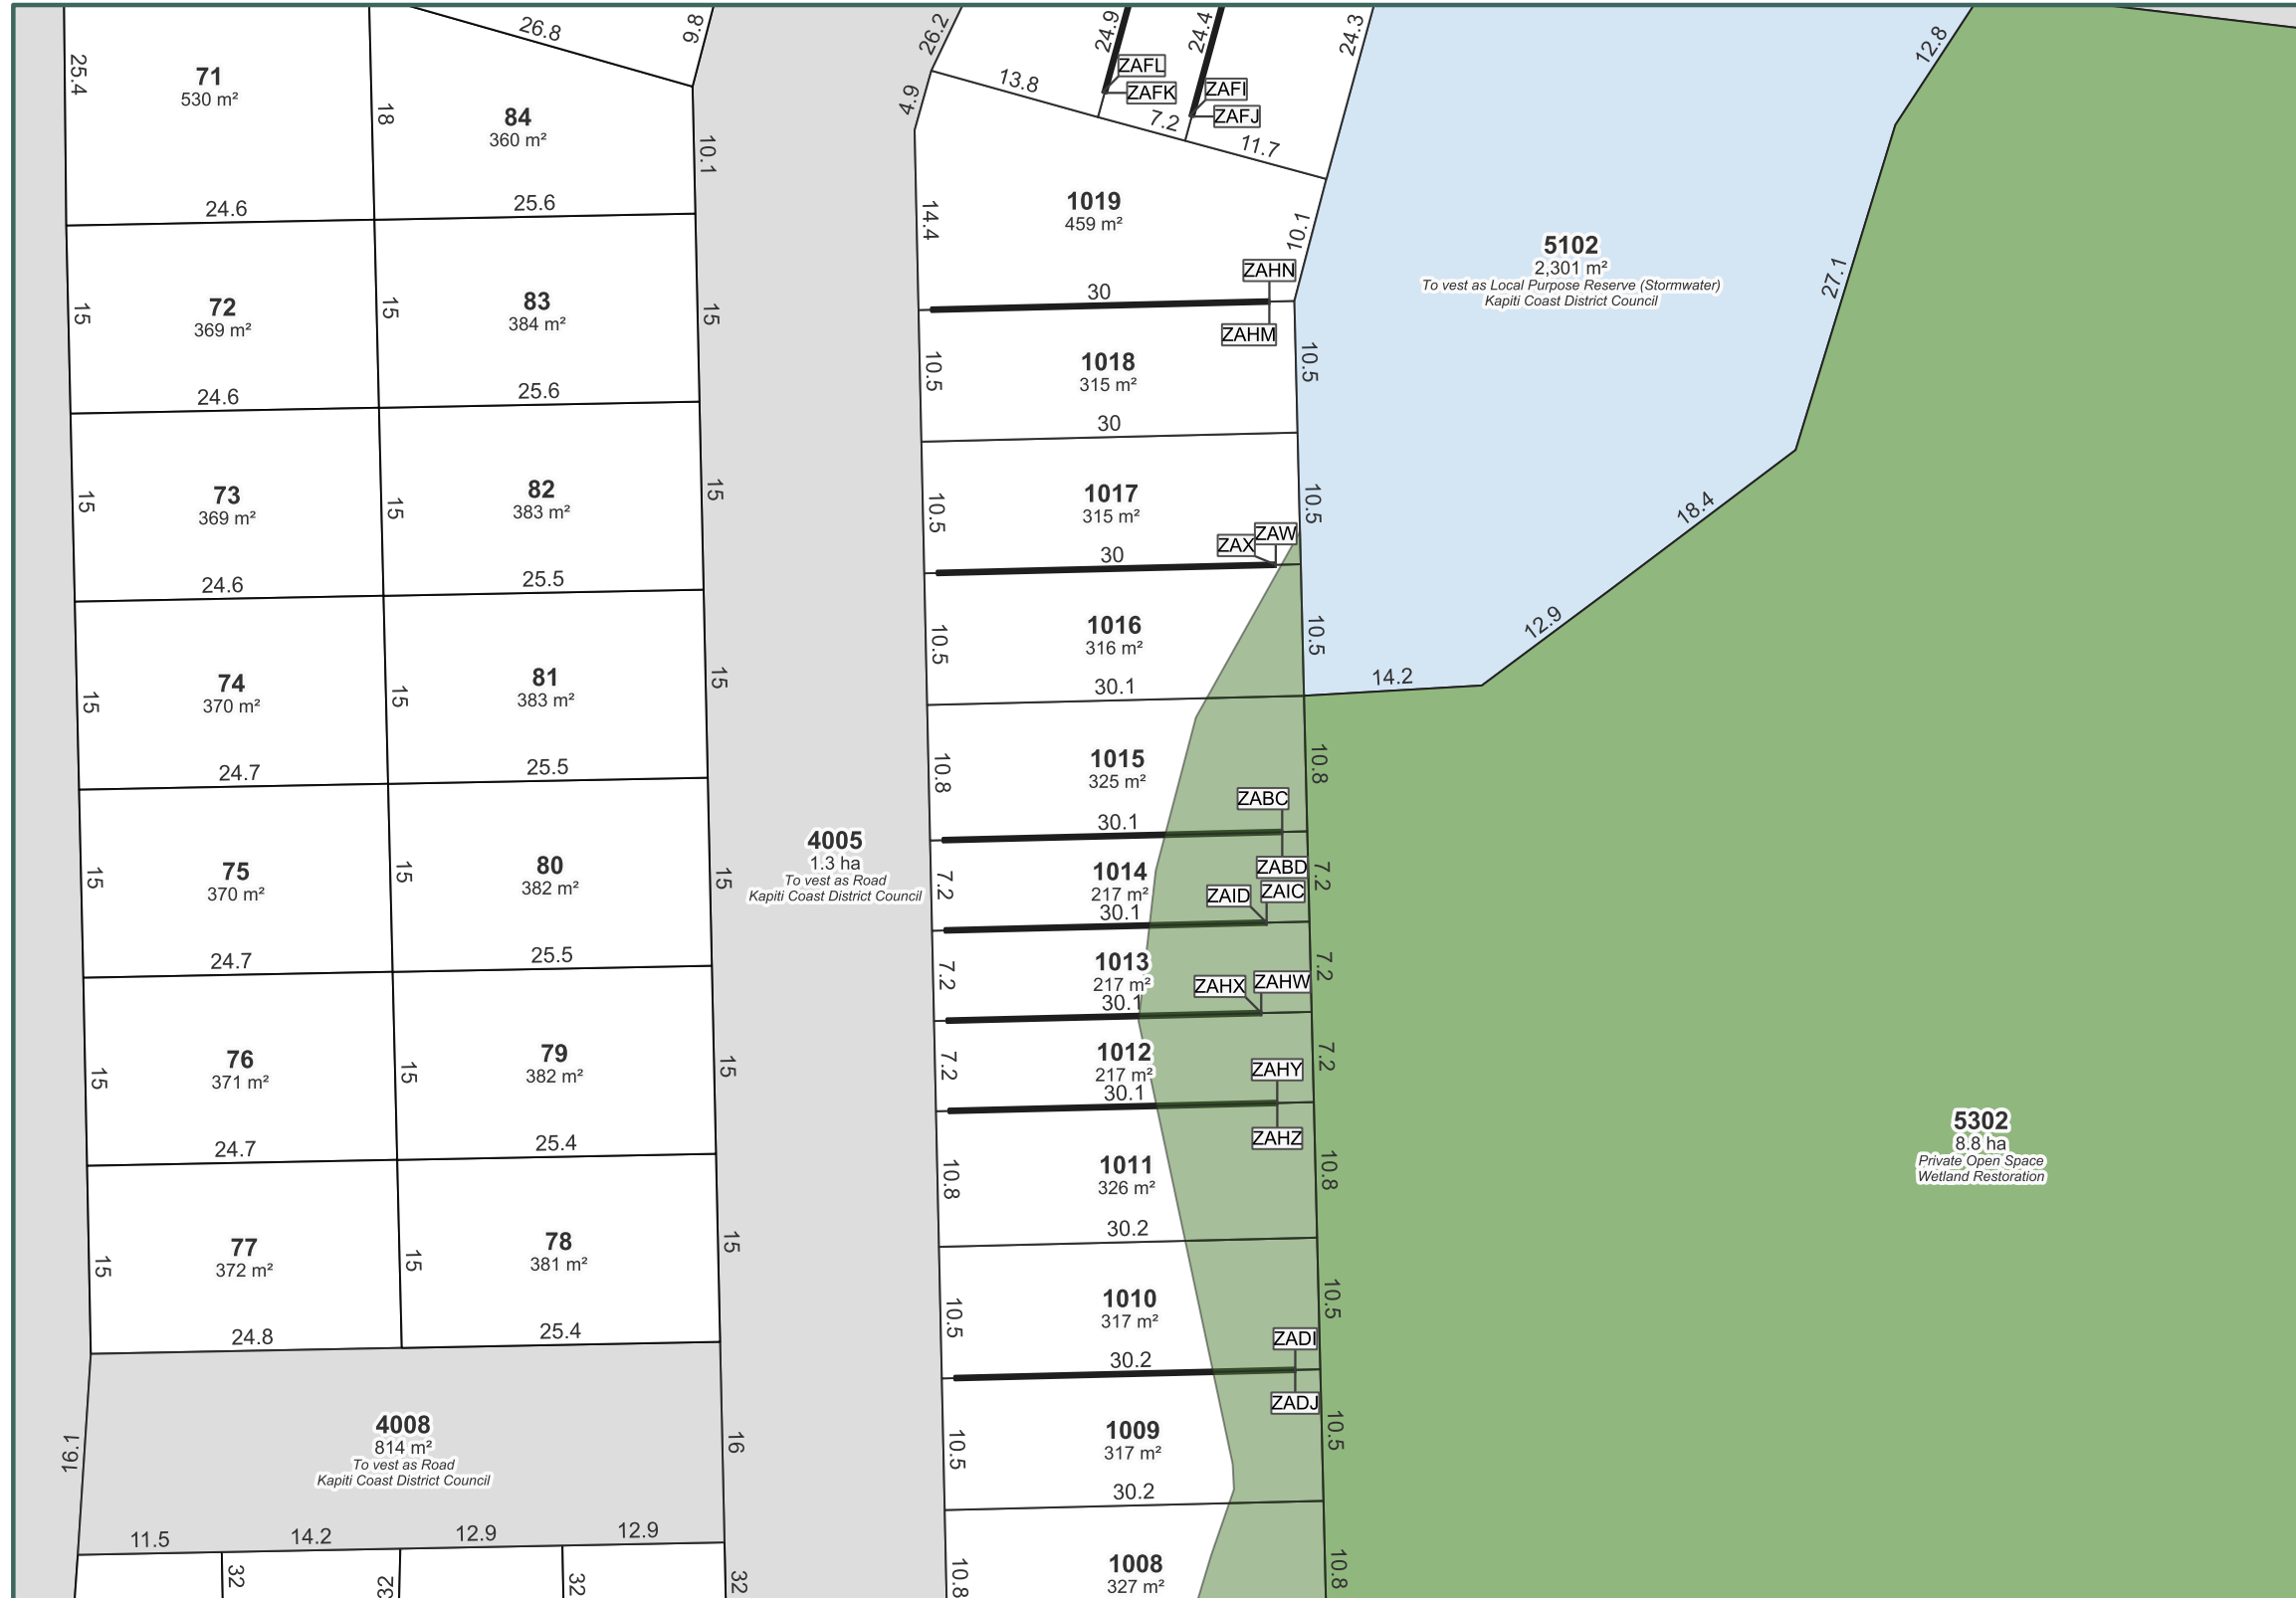 26.8
9.8
26.2
24.9
24.4
24.3
12.8
25.4
71
530 m²
18
84
360 m²
10.1
4.9
13.8
ZAFL
ZAFK
ZAFI
ZAFJ
7.2
11.7
24.6
25.6
14.4
1019
459 m²
10.1
ZAHN
30
ZAHM
5102
2,301 m²
To vest as Local Purpose Reserve (Stormwater)
Kapiti Coast District Council
27.1
15
72
369 m²
15
83
384 m²
15
10.5
1018
315 m²
10.5
24.6
25.6
30
15
73
369 m²
15
82
383 m²
15
10.5
1017
315 m²
10.5
18.4
ZAX
ZAW
30
24.6
25.5
10.5
1016
316 m²
10.5
12.9
15
74
370 m²
15
81
383 m²
15
30.1
14.2
24.7
25.5
10.8
1015
325 m²
10.8
ZABC
30.1
4005
1.3 ha
To vest as Road
Kapiti Coast District Council
15
75
370 m²
15
80
382 m²
15
7.2
1014
217 m²
ZABD
7.2
ZAID
ZAIC
30.1
24.7
25.5
7.2
1013
217 m²
ZAHX
ZAHW
7.2
30.1
15
76
371 m²
15
79
382 m²
15
7.2
1012
217 m²
ZAHY
7.2
30.1
ZAHZ
5302
8.8 ha
Private Open Space
Wetland Restoration
24.7
25.4
10.8
1011
326 m²
10.8
30.2
15
77
372 m²
15
78
381 m²
15
10.5
1010
317 m²
10.5
24.8
25.4
ZADI
30.2
ZADJ
16.1
4008
814 m²
To vest as Road
Kapiti Coast District Council
16
10.5
1009
317 m²
10.5
30.2
11.5
14.2
12.9
12.9
32
32
32
32
10.8
1008
327 m²
10.8